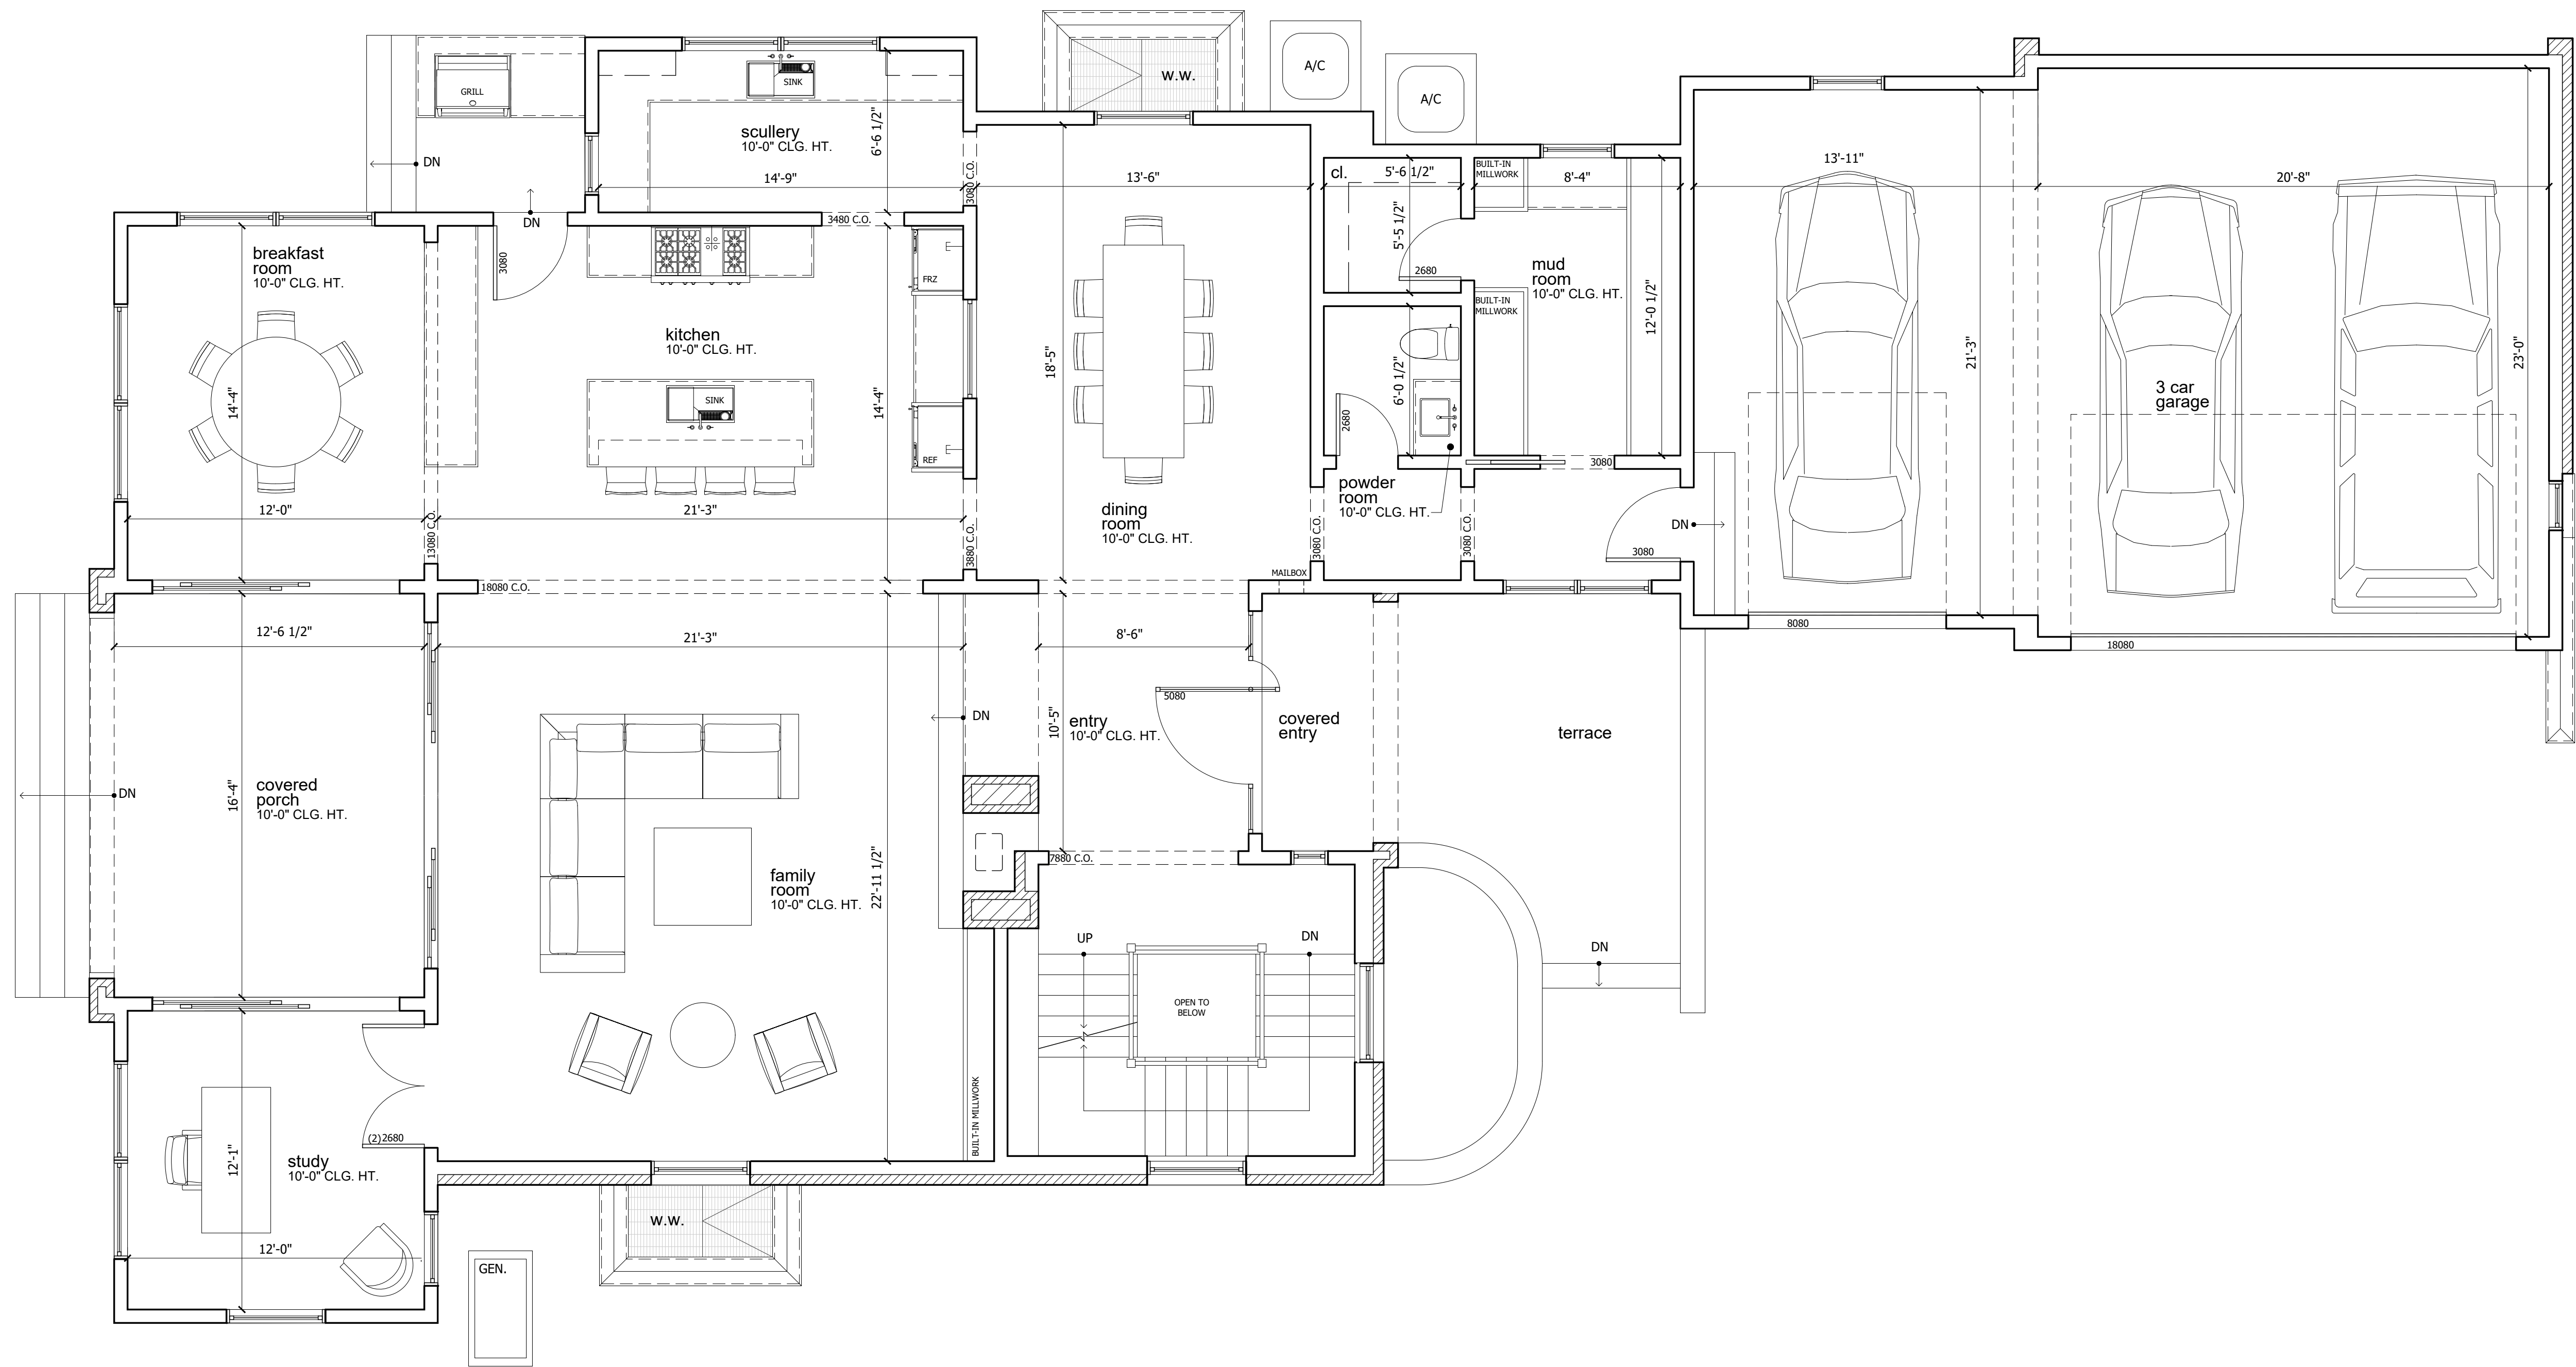 W.W.
A/C
A/C
GRILL
SINK
scullery
10'-0" CLG. HT.
6'-6 1/2"
DN
14'-9"
3080 C.O.
13'-6"
cl.
5'-6 1/2"
BUILT-IN
MILLWORK
8'-4"
13'-11"
20'-8"
DN
3480 C.O.
breakfast
room
10'-0" CLG. HT.
3080
FRZ
5'-5 1/2"
2680
mud
room
10'-0" CLG. HT.
BUILT-IN
MILLWORK
12'-0 1/2"
kitchen
10'-0" CLG. HT.
18'-5"
21'-3"
23'-0"
14'-4"
SINK
14'-4"
6'-0 1/2"
2680
3 car
garage
REF
3080
powder
room
10'-0" CLG. HT.
12'-0"
21'-3"
dining
room
10'-0" CLG. HT.
DN
13080 C.O.
3880 C.O.
3080 C.O.
3080 C.O.
3080
MAILBOX
18080 C.O.
8080
18080
12'-6 1/2"
21'-3"
8'-6"
5080
DN
10'-5"
entry
10'-0" CLG. HT.
covered
entry
terrace
covered
porch
10'-0" CLG. HT.
DN
16'-4"
7880 C.O.
family
room
10'-0" CLG. HT.
22'-11 1/2"
UP
DN
DN
OPEN TO
BELOW
BUILT-IN MILLWORK
(2)2680
study
10'-0" CLG. HT.
12'-1"
W.W.
12'-0"
GEN.